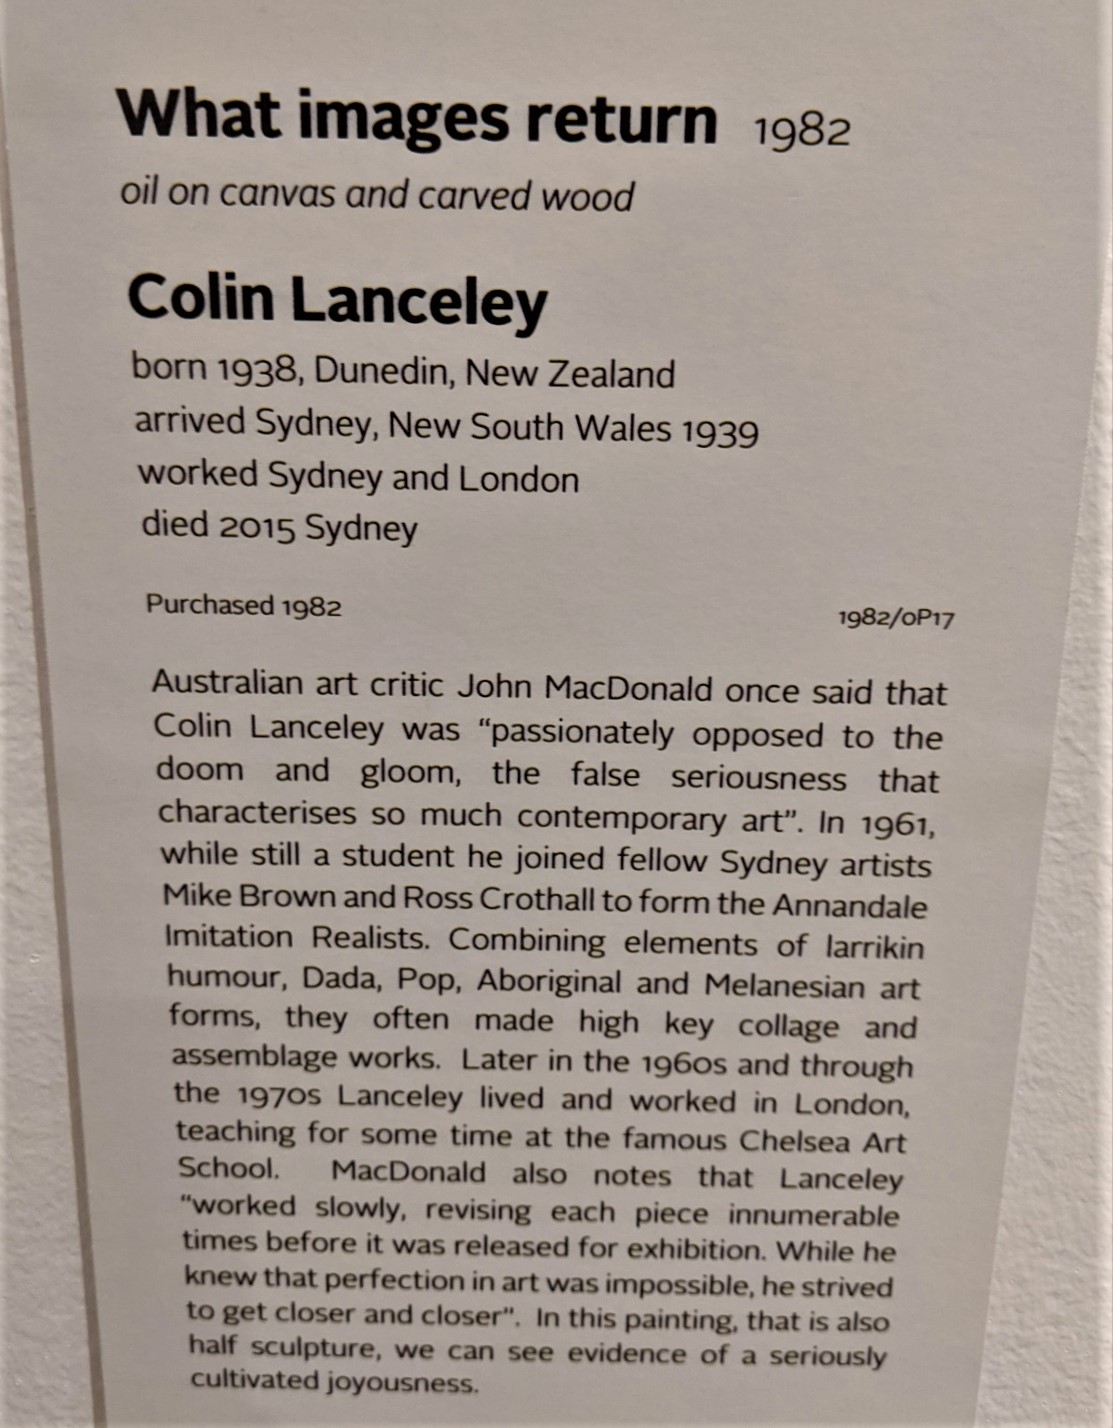 What images return 1982
oil on canvas and carved wood
Colin Lanceley
born 1938, Dunedin, New Zealand
arrived Sydney, New South Wales 1939
worked Sydney and London
died 2015 Sydney
Purchased 1982 1982/0P17
Australian art critic John MacDonald once said that
Colin Lanceley was “passionately opposed to the
doom and gloom, the false seriousness that
characterises so much contemporary art”. In 1961,
while still a student he joined fellow Sydney artists
Mike Brown and Ross Crothall to form the Annandale
Imitation Realists. Combining elements of larrikin
humour, Dada, Pop, Aboriginal and Melanesian art
forms, they often made high key collage and
assemblage works. Later in the 1960s and through
the 1970s Lanceley lived and worked in London,
teaching for some time at the famous Chelsea Art
School. MacDonald also notes that Lanceley
“worked slowly, revising each piece innumerable
times before it was released for exhibition. While he
knew that perfection in art was impossible, he strived
to get closer and closer". In this painting, that is also
half sculpture, we can see evidence of a seriously
cultivated joyousness.